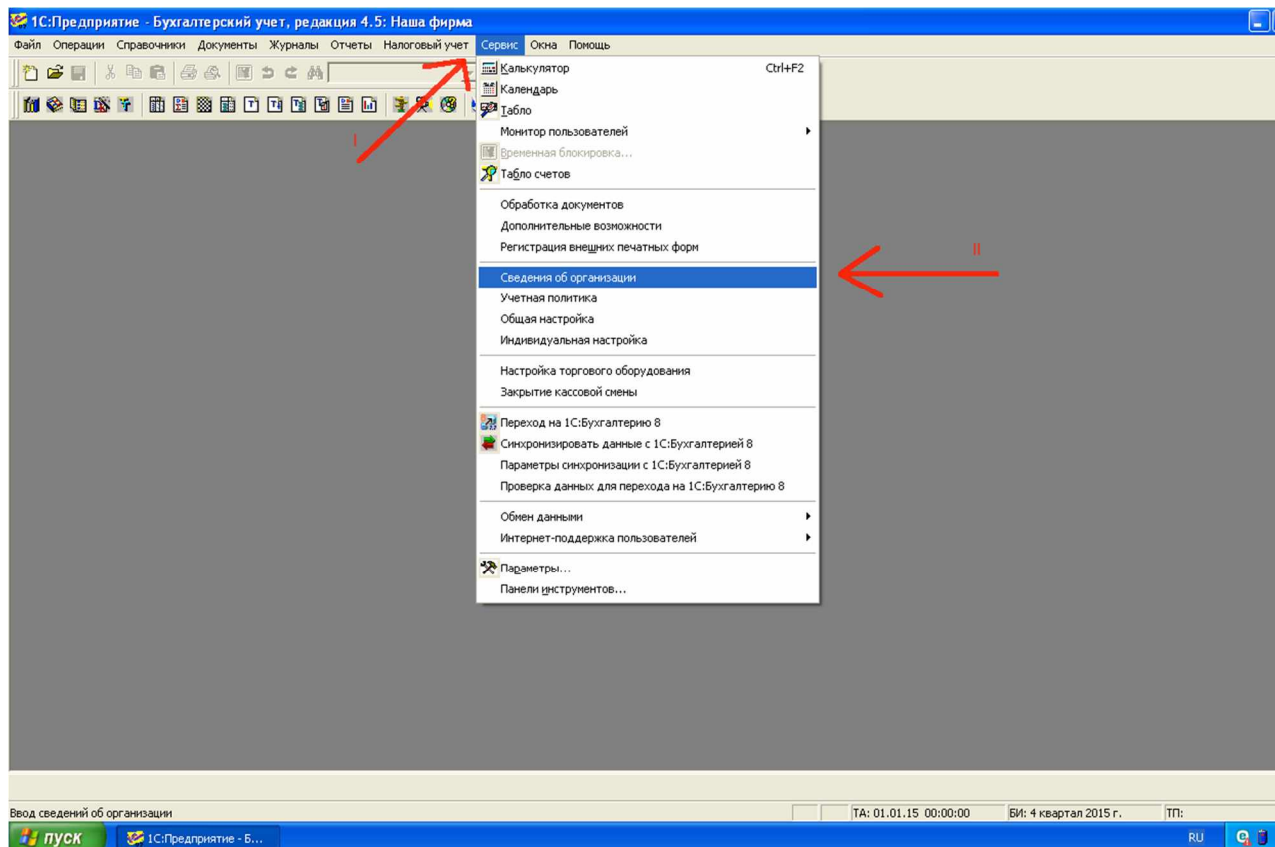 1С:Предприятие - Бухгалтерский учет, редакция 4.5: Наша фирма
Файл Операции Справочники Документы Журналы Отчеты Налоговый учет Сервис Окна Помощь
Калькулятор Ctrl+F2
Календарь
Табло
Монитор пользователей
Временная блокировка...
Табло счетов
I
Обработка документов
Дополнительные возможности
Регистрация внешних печатных форм
II
Сведения об организации
Учетная политика
Общая настройка
Индивидуальная настройка
Настройка торгового оборудования
Закрытие кассовой смены
Переход на 1С:Бухгалтерию 8
Синхронизировать данные с 1С:Бухгалтерией 8
Параметры синхронизации с 1С:Бухгалтерией 8
Проверка данных для перехода на 1С:Бухгалтерию 8
Обмен данными
Интернет-поддержка пользователей
Параметры...
Панели инструментов...
Ввод сведений об организации ТА: 01.01.15 00:00:00 БИ: 4 квартал 2015 г. ТП:
пуск 1С:Предприятие - Б... RU